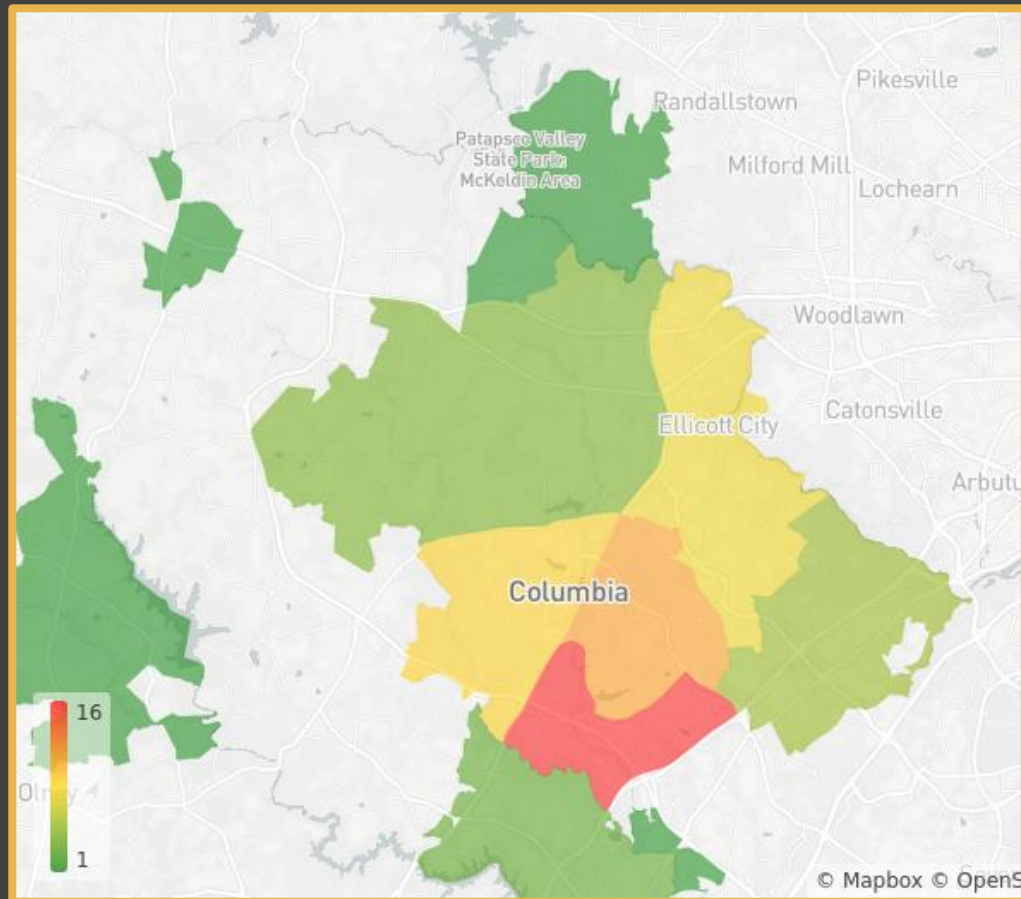 Pikesville
Randallstown
Patapsco Valley
State Park:
McKeldin Area
Milford Mill
Lochearn
Woodlawn
Catonsville
Ellicott City
Arbutu
Columbia
16
1
© Mapbox © OpenS